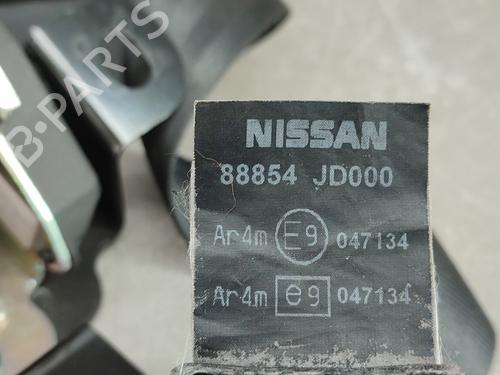 B-PARTS
NISSAN
88854 JD000
Ar4m E9 047134
Ar4m e9 047134